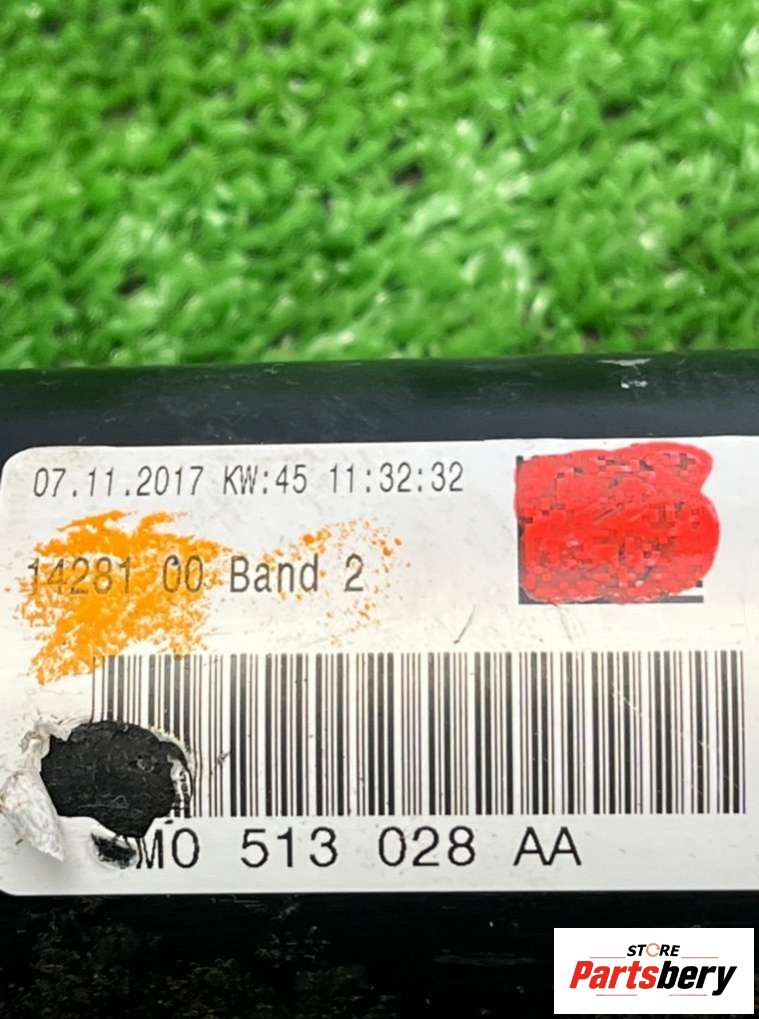 07.11.2017 KW:45 11:32:32
14281 00 Band 2
M0 513 028 AA
STORE
Partsbery